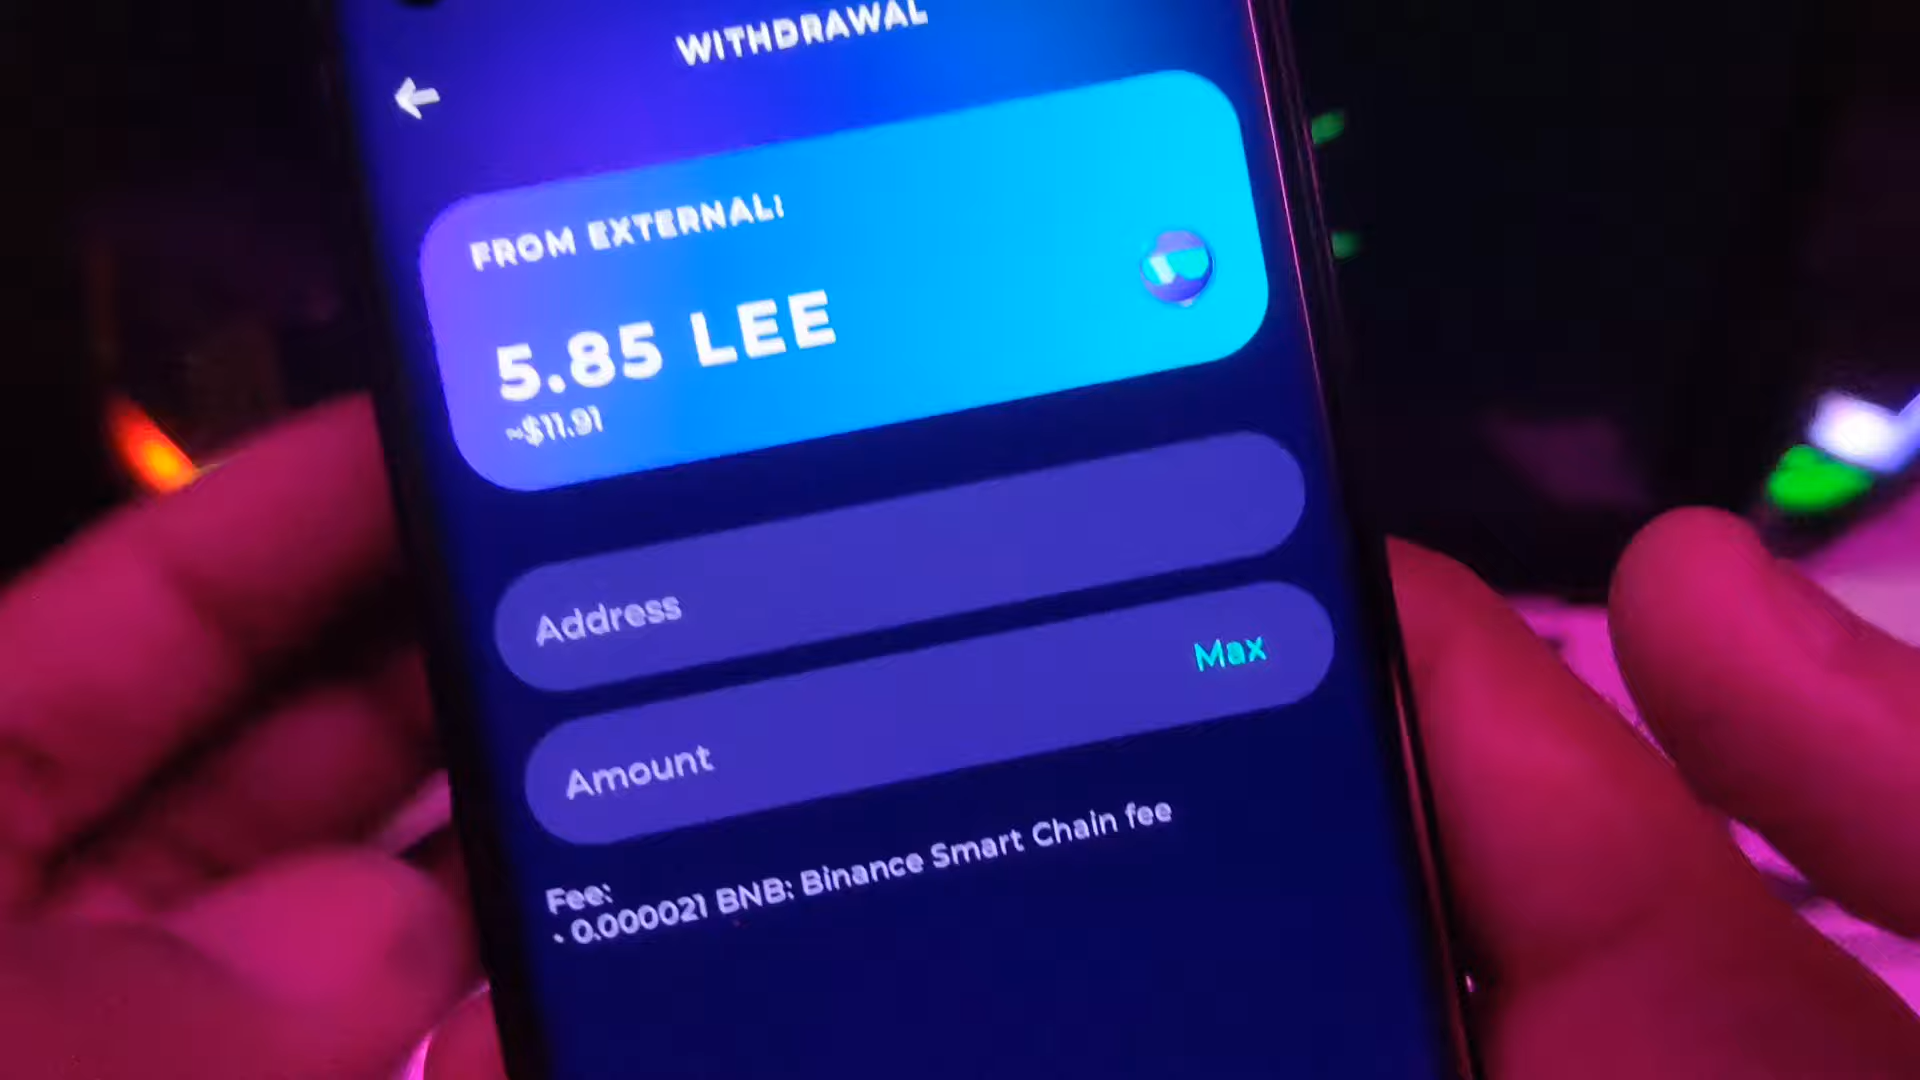 WITHDRAWAL
FROM EXTERNAL:
5.85 LEE
~$11.91
Address
Amount
Max
Fee:
• 0.000021 BNB: Binance Smart Chain fee